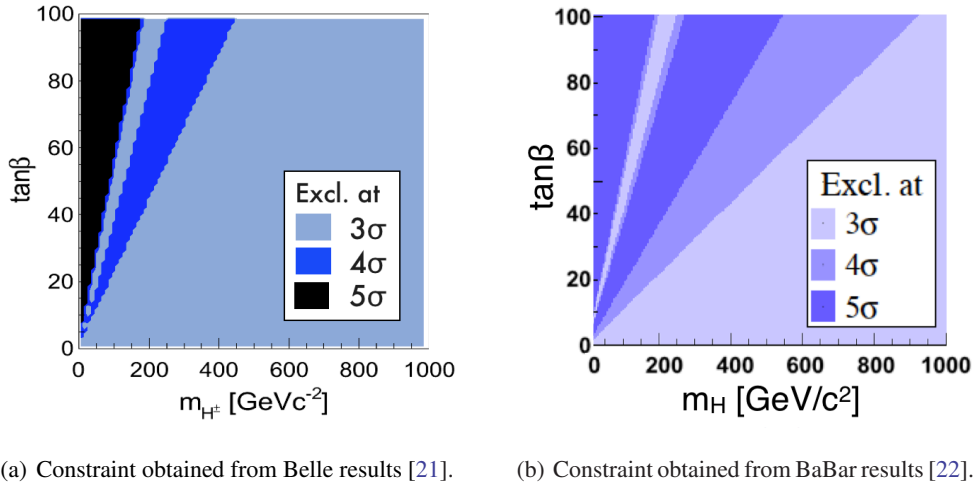 100
80
60
40
20
0
tanβ
Excl. at
3σ
4σ
5σ
0 200 400 600 800 1000
m_{H^±} [GeVc^{-2}]
100
80
60
40
20
0
tanβ
Excl. at
3σ
4σ
5σ
0 200 400 600 800 1000
m_H [GeV/c²]
(a) Constraint obtained from Belle results [21].
(b) Constraint obtained from BaBar results [22].